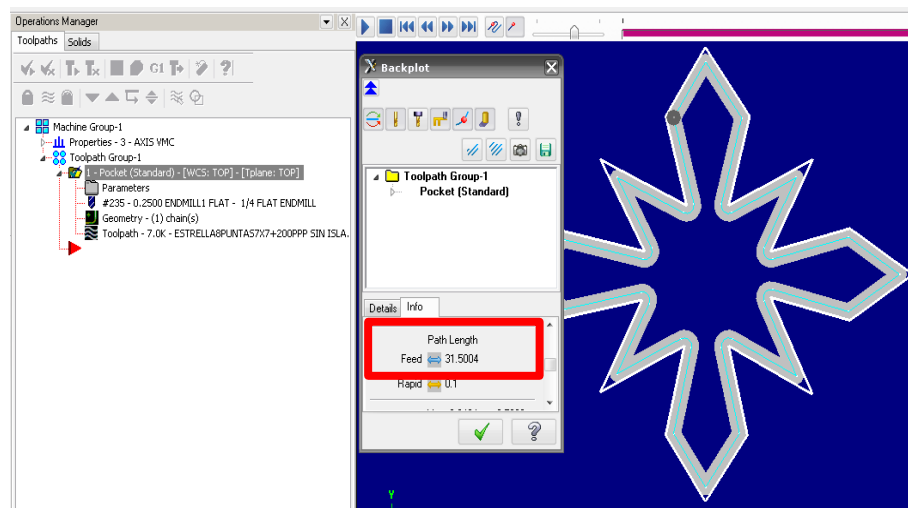 Operations Manager
Toolpaths Solids
G1
Machine Group-1
Properties - 3 - AXIS VMC
Toolpath Group-1
1 - Pocket (Standard) - [WCS: TOP] - [Tplane: TOP]
Parameters
#235 - 0.2500 ENDMILL1 FLAT - 1/4 FLAT ENDMILL
Geometry - (1) chain(s)
Toolpath - 7.0K - ESTRELLA8PUNTAS7X7+200PPP SIN ISLA.
Backplot
Toolpath Group-1
Pocket (Standard)
Details Info
Path Length
Feed 31.5004
Rapid 0.1
Y